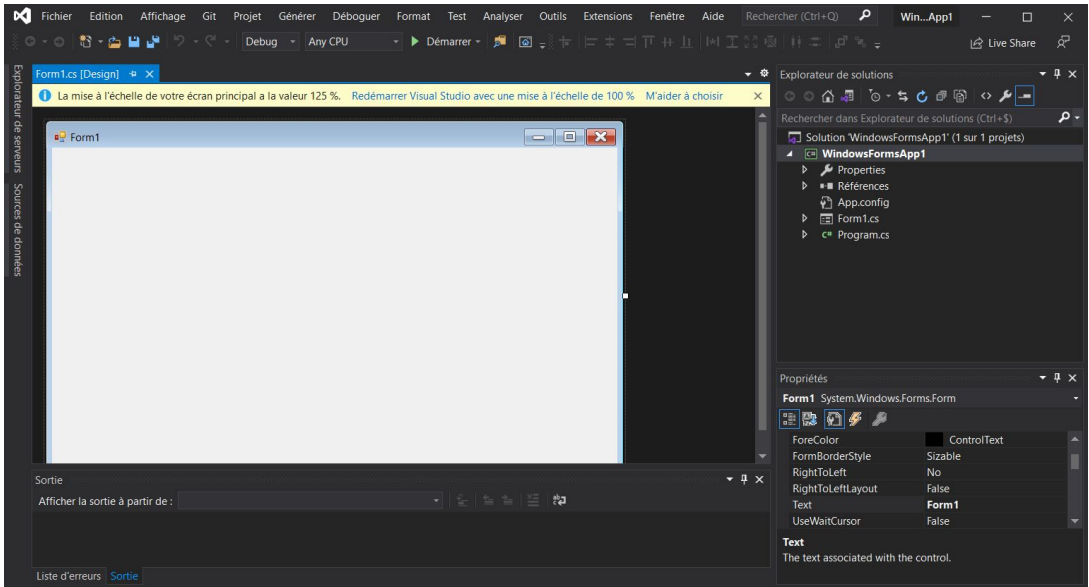 Fichier Edition Affichage Git Projet Générer Déboguer Format Test Analyser Outils Extensions Fenêtre Aide Rechercher (Ctrl+Q) Win...App1
Debug Any CPU Démarrer Live Share
Explorateur de serveurs
Sources de données
Form1.cs [Design]
La mise à l'échelle de votre écran principal a la valeur 125 %. Redémarrer Visual Studio avec une mise à l'échelle de 100 % M'aider à choisir
Form1
Explorateur de solutions
Rechercher dans Explorateur de solutions (Ctrl+$)
Solution 'WindowsFormsApp1' (1 sur 1 projets)
C# WindowsFormsApp1
Properties
Références
App.config
Form1.cs
C# Program.cs
Propriétés
Form1 System.Windows.Forms.Form
ForeColor ControlText
FormBorderStyle Sizable
RightToLeft No
RightToLeftLayout False
Text Form1
UseWaitCursor False
Text
The text associated with the control.
Sortie
Afficher la sortie à partir de :
Liste d'erreurs Sortie